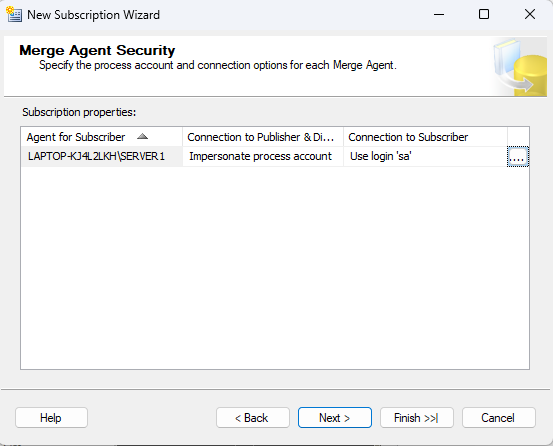 New Subscription Wizard
Merge Agent Security
Specify the process account and connection options for each Merge Agent.
Subscription properties:
Agent for Subscriber Connection to Publisher & Di... Connection to Subscriber
LAPTOP-KJ4L2LKH\SERVER1 Impersonate process account Use login 'sa' ...
Help < Back Next > Finish >>| Cancel